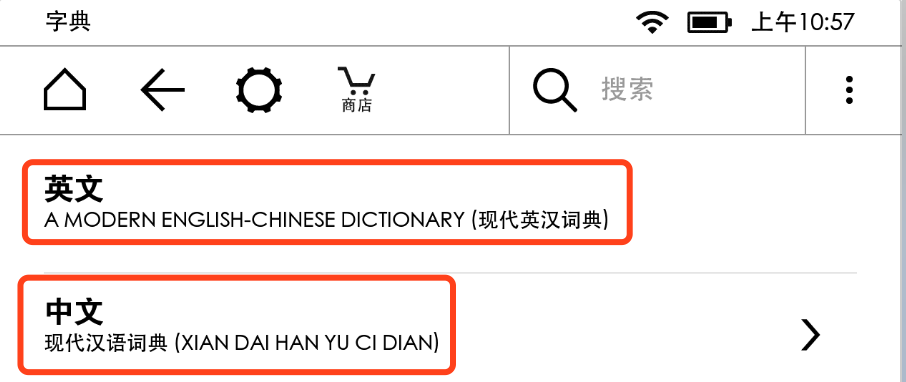 字典 上午10:57
商店 搜索
英文
A MODERN ENGLISH-CHINESE DICTIONARY (现代英汉词典)
中文
现代汉语词典 (XIAN DAI HAN YU CI DIAN)